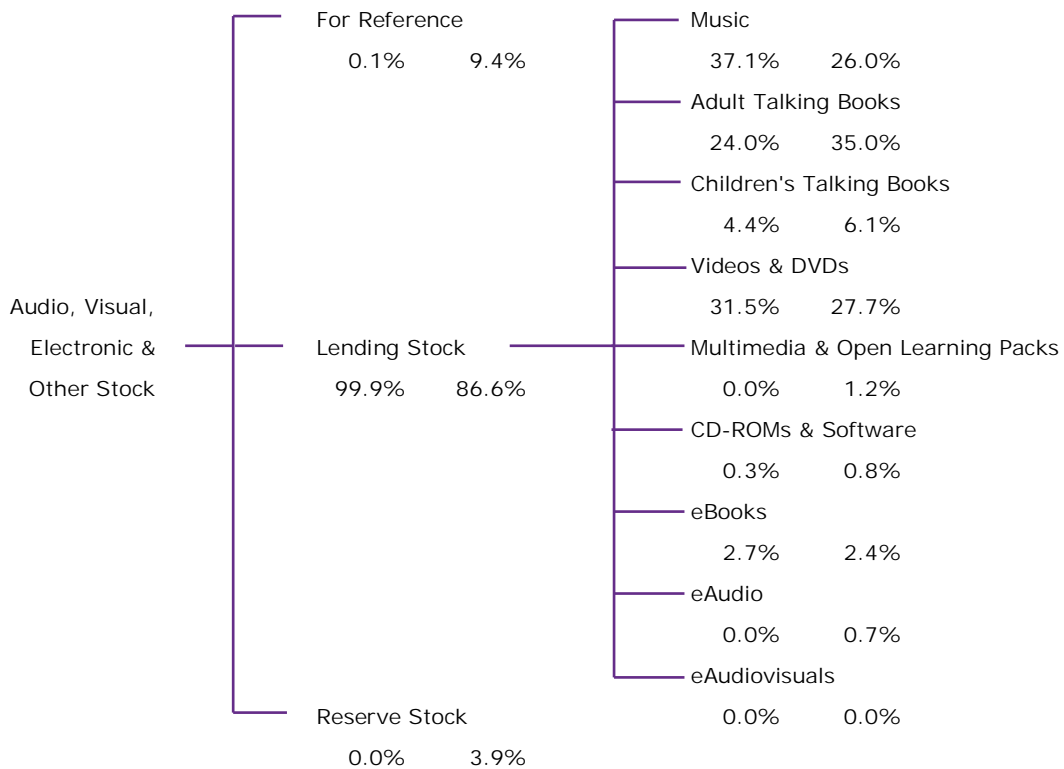 For Reference
0.1% 9.4%
Audio, Visual,
Electronic &
Other Stock
Lending Stock
99.9% 86.6%
Reserve Stock
0.0% 3.9%
Music
37.1% 26.0%
Adult Talking Books
24.0% 35.0%
Children's Talking Books
4.4% 6.1%
Videos & DVDs
31.5% 27.7%
Multimedia & Open Learning Packs
0.0% 1.2%
CD-ROMs & Software
0.3% 0.8%
eBooks
2.7% 2.4%
eAudio
0.0% 0.7%
eAudiovisuals
0.0% 0.0%